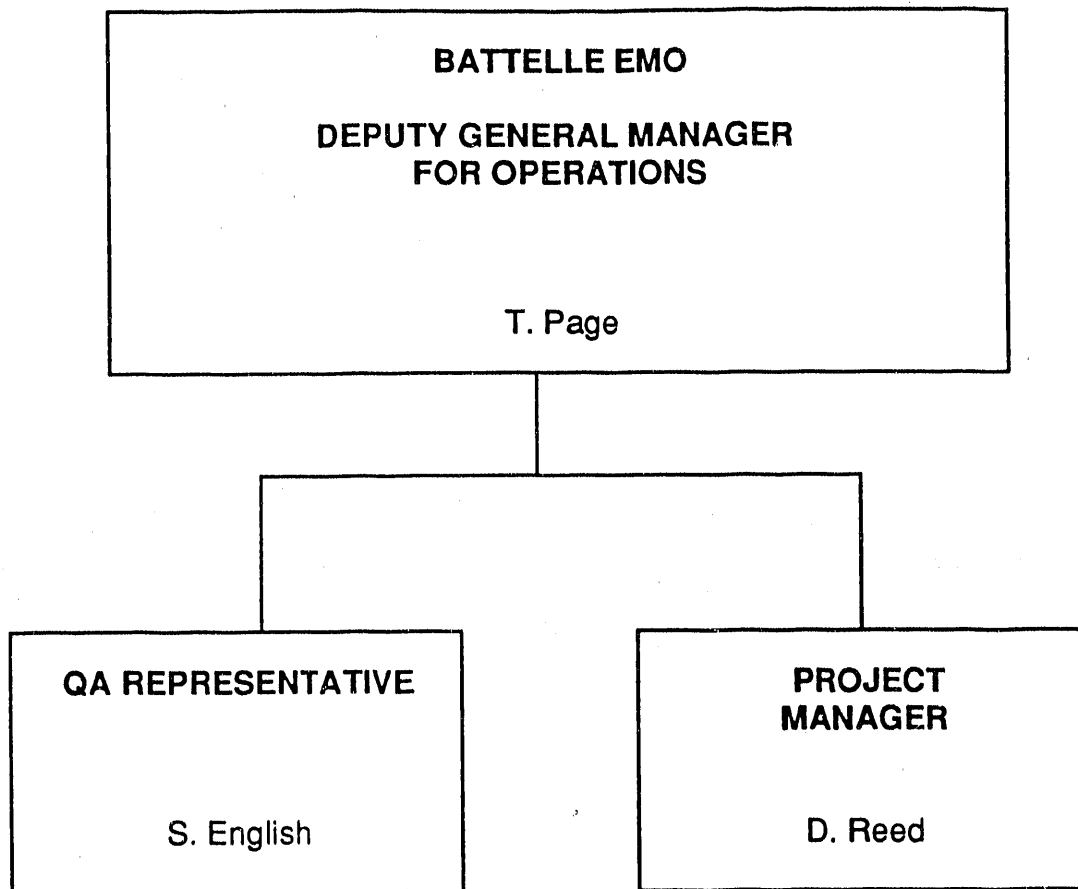 BATTELLE EMO
DEPUTY GENERAL MANAGER
FOR OPERATIONS
T. Page
QA REPRESENTATIVE
S. English
PROJECT
MANAGER
D. Reed